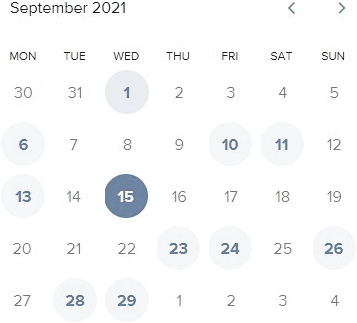 September 2021
MON TUE WED THU FRI SAT SUN
30 31 1 2 3 4 5
6 7 8 9 10 11 12
13 14 15 16 17 18 19
20 21 22 23 24 25 26
27 28 29 1 2 3 4